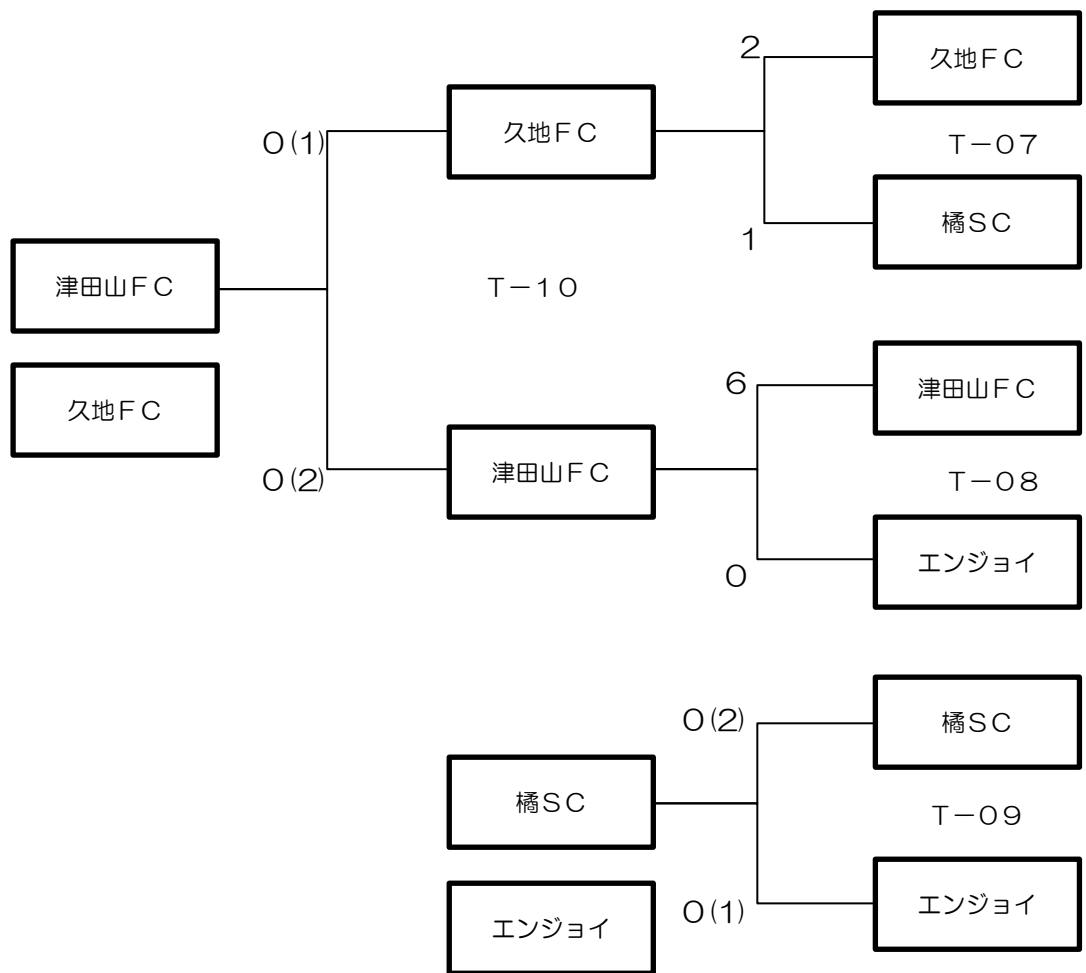 2
久地ＦＣ
久地ＦＣ
0(1)
Ｔ－０７
橘ＳＣ
1
津田山ＦＣ
Ｔ－１０
久地ＦＣ
6
津田山ＦＣ
津田山ＦＣ
0(2)
Ｔ－０８
エンジョイ
0
0(2)
橘ＳＣ
橘ＳＣ
Ｔ－０９
エンジョイ
0(1)
エンジョイ